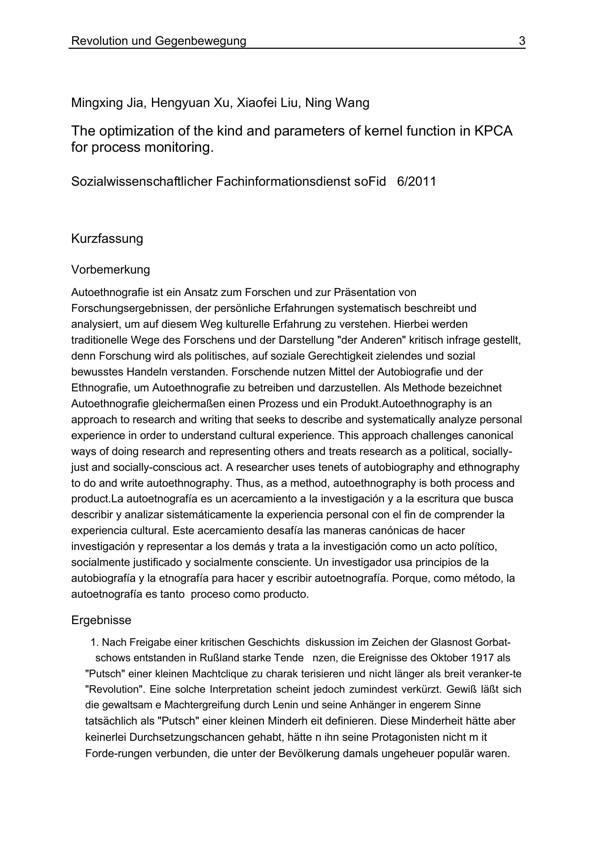 Revolution und Gegenbewegung 3
Mingxing Jia, Hengyuan Xu, Xiaofei Liu, Ning Wang
The optimization of the kind and parameters of kernel function in KPCA
for process monitoring.
Sozialwissenschaftlicher Fachinformationsdienst soFid 6/2011
Kurzfassung
Vorbemerkung
Autoethnografie ist ein Ansatz zum Forschen und zur Präsentation von
Forschungsergebnissen, der persönliche Erfahrungen systematisch beschreibt und
analysiert, um auf diesem Weg kulturelle Erfahrung zu verstehen. Hierbei werden
traditionelle Wege des Forschens und der Darstellung "der Anderen" kritisch infrage gestellt,
denn Forschung wird als politisches, auf soziale Gerechtigkeit zielendes und sozial
bewusstes Handeln verstanden. Forschende nutzen Mittel der Autobiografie und der
Ethnografie, um Autoethnografie zu betreiben und darzustellen. Als Methode bezeichnet
Autoethnografie gleichermaßen einen Prozess und ein Produkt.Autoethnography is an
approach to research and writing that seeks to describe and systematically analyze personal
experience in order to understand cultural experience. This approach challenges canonical
ways of doing research and representing others and treats research as a political, socially-
just and socially-conscious act. A researcher uses tenets of autobiography and ethnography
to do and write autoethnography. Thus, as a method, autoethnography is both process and
product.La autoetnografía es un acercamiento a la investigación y a la escritura que busca
describir y analizar sistemáticamente la experiencia personal con el fin de comprender la
experiencia cultural. Este acercamiento desafía las maneras canónicas de hacer
investigación y representar a los demás y trata a la investigación como un acto político,
socialmente justificado y socialmente consciente. Un investigador usa principios de la
autobiografía y la etnografía para hacer y escribir autoetnografía. Porque, como método, la
autoetnografía es tanto proceso como producto.
Ergebnisse
1. Nach Freigabe einer kritischen Geschichts diskussion im Zeichen der Glasnost Gorbat-
schows entstanden in Rußland starke Tende nzen, die Ereignisse des Oktober 1917 als
"Putsch" einer kleinen Machtclique zu charak terisieren und nicht länger als breit veranker-te
"Revolution". Eine solche Interpretation scheint jedoch zumindest verkürzt. Gewiß läßt sich
die gewaltsam e Machtergreifung durch Lenin und seine Anhänger in engerem Sinne
tatsächlich als "Putsch" einer kleinen Minderh eit definieren. Diese Minderheit hätte aber
keinerlei Durchsetzungschancen gehabt, hätte n ihn seine Protagonisten nicht m it
Forde-rungen verbunden, die unter der Bevölkerung damals ungeheuer populär waren.